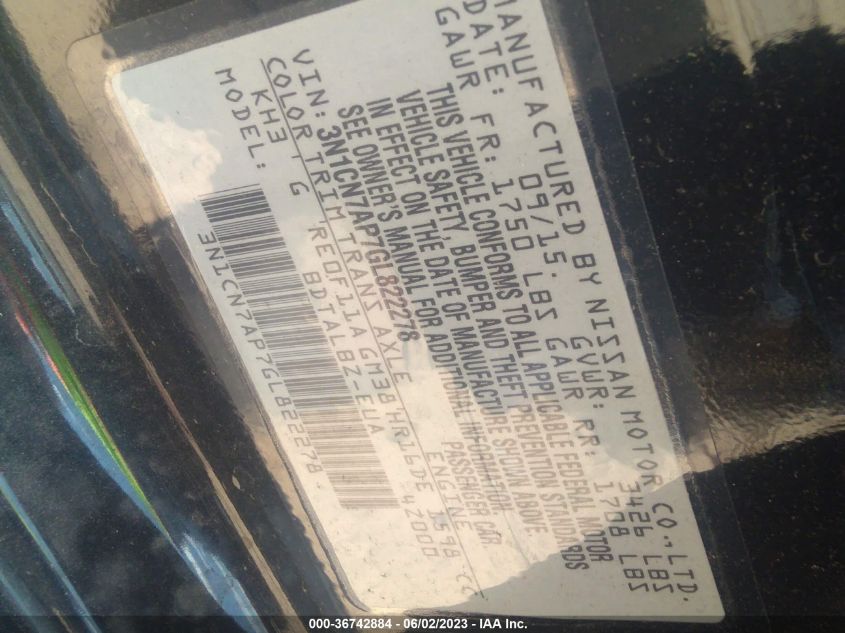 MANUFACTURED BY NISSAN MOTOR CO., LTD.
DATE: 09/15. GVWR: 3426 LBS
GAWR FR: 1750 LBS GAWR RR: 1708 LBS
THIS VEHICLE CONFORMS TO ALL APPLICABLE FEDERAL MOTOR
VEHICLE SAFETY, BUMPER AND THEFT PREVENTION STANDARDS
IN EFFECT ON THE DATE OF MANUFACTURE SHOWN ABOVE.
SEE OWNER'S MANUAL FOR ADDITIONAL INFORMATION.
VIN: 3N1CN7AP7GL822278 PASSENGER CAR
COLOR TRIM TRANS AXLE ENGINE 1598 CC
KH3 G RE0F11A GM38 HR16DE 42000
MODEL: BDTALBZ-EUA
3N1CN7AP7GL822278
000-36742884 | 06/02/2023 - IAA Inc.